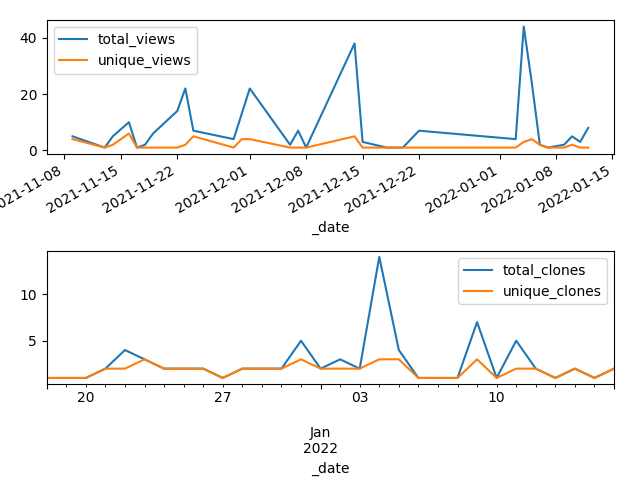 40
20
0
total_views
unique_views
021-11-08
2021-11-15
2021-11-22
2021-12-01
2021-12-08
2021-12-15
2021-12-22
2022-01-01
2022-01-08
2022-01-15
_date
10
5
total_clones
unique_clones
20
27
03
10
Jan
2022
_date